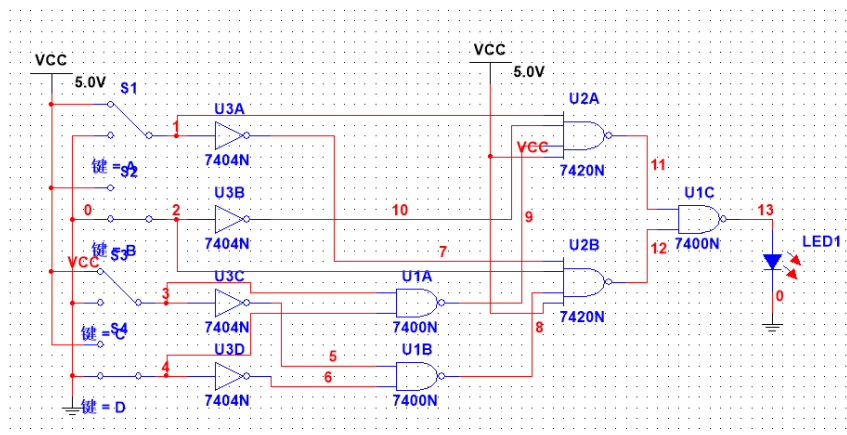 VCC
5.0V
S1
1
键 = A
S2
0
2
键 = B
VCC
S3
3
键 = C
S4
4
键 = D
U3A
7404N
U3B
7404N
10
7
U3C
7404N
U3D
7404N
5
6
U1A
7400N
U1B
7400N
VCC
5.0V
U2A
VCC
7420N
9
U2B
7420N
8
11
12
U1C
7400N
13
LED1
0